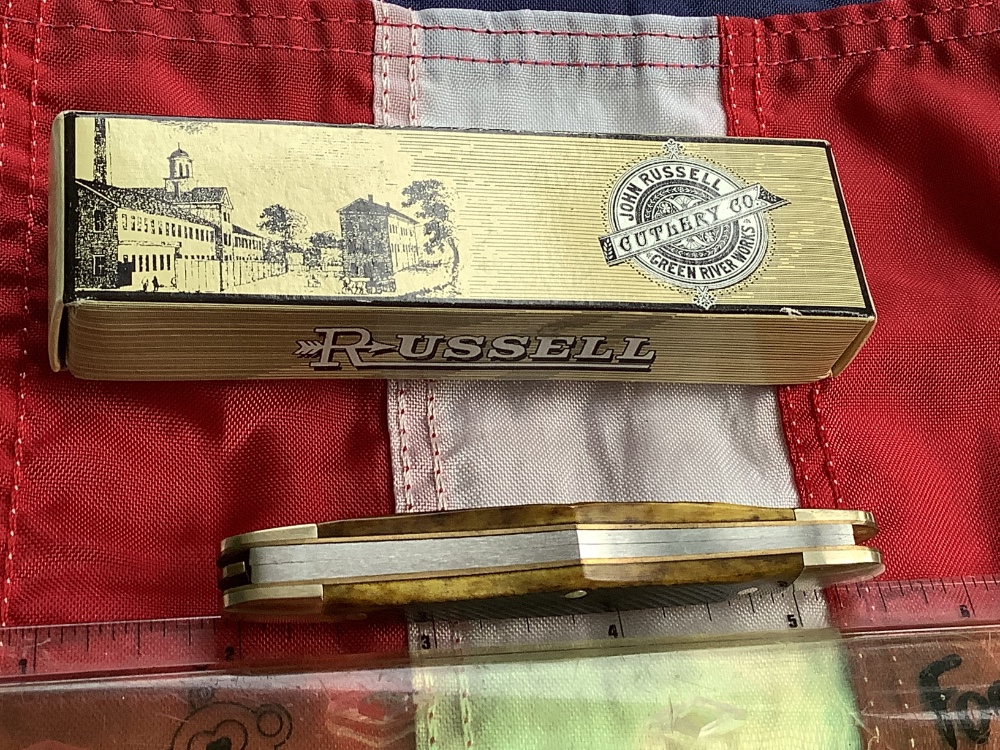 JOHN RUSSELL
CUTLERY CO.
GREEN RIVER WORKS
RUSSELL
1 2 3 4 5 6